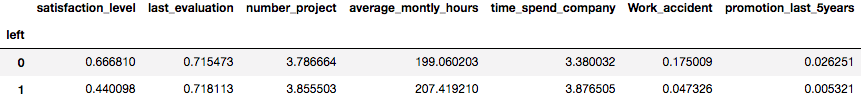 satisfaction_level last_evaluation number_project average_montly_hours time_spend_company Work_accident promotion_last_5years
left
0 0.666810 0.715473 3.786664 199.060203 3.380032 0.175009 0.026251
1 0.440098 0.718113 3.855503 207.419210 3.876505 0.047326 0.005321